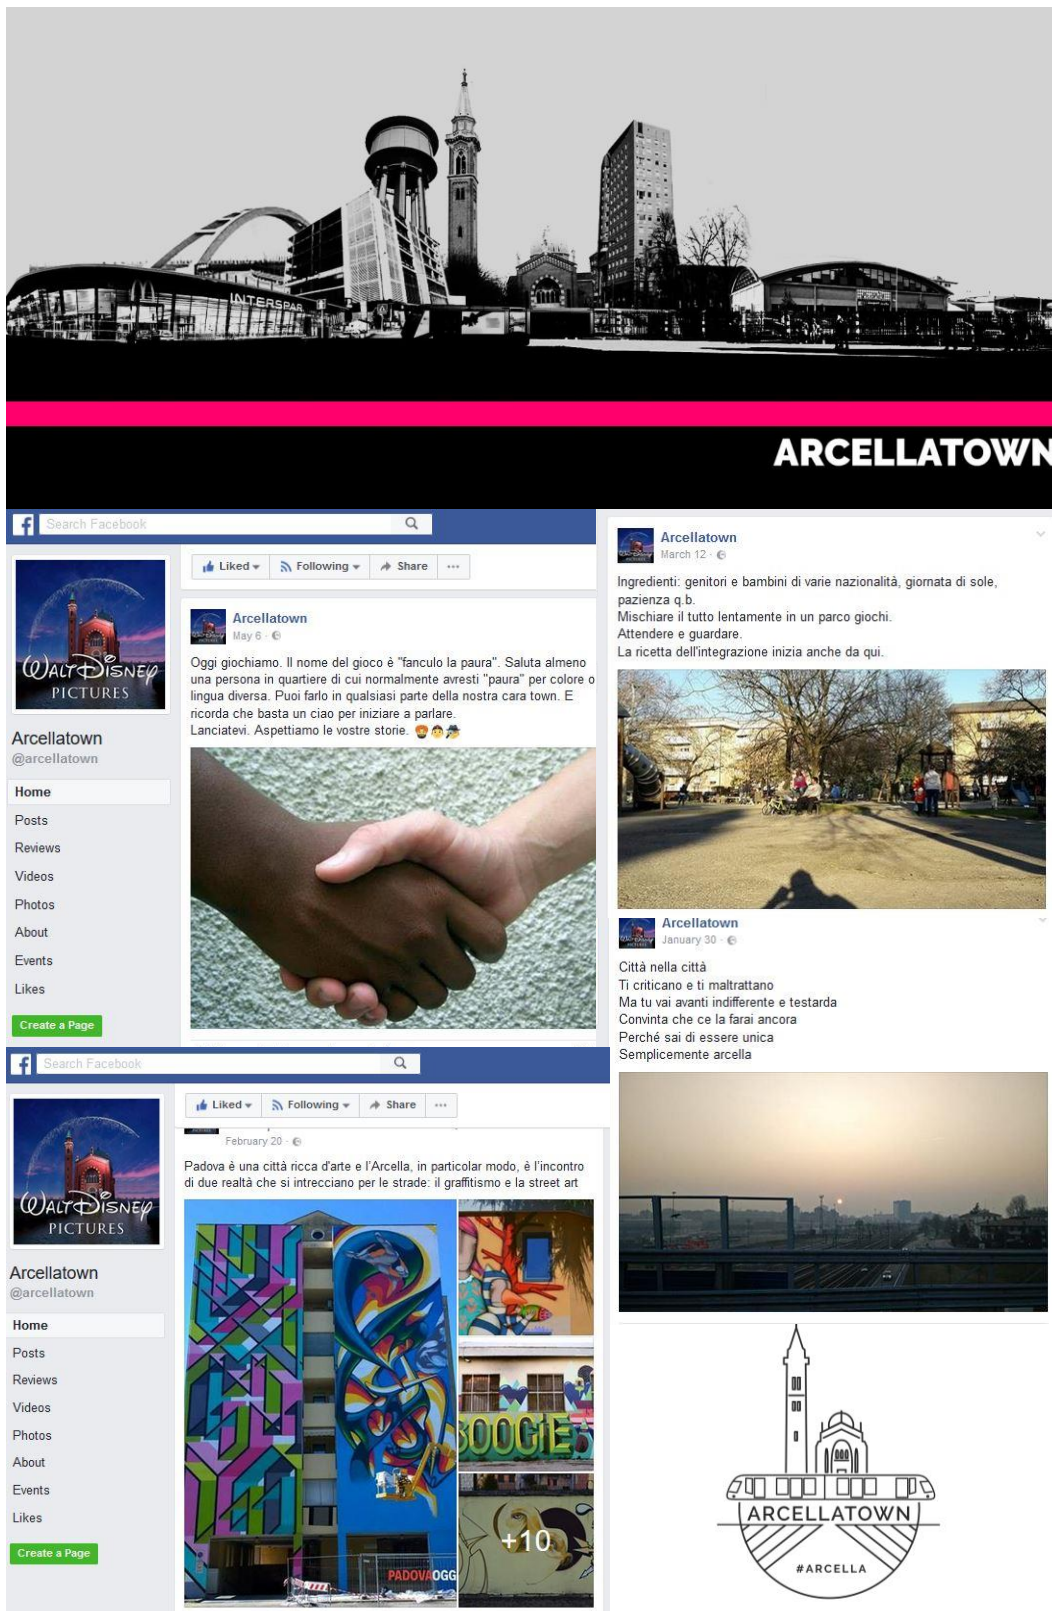 INTERSPAR
ARCELLATOWN
Search Facebook
Liked
Following
Share
WALT DISNEY
PICTURES
Arcellatown
@arcellatown
Home
Posts
Reviews
Videos
Photos
About
Events
Likes
Create a Page
Arcellatown
May 6
Oggi giochiamo. Il nome del gioco è "fanculo la paura". Saluta almeno
una persona in quartiere di cui normalmente avresti "paura" per colore o
lingua diversa. Puoi farlo in qualsiasi parte della nostra cara town. E
ricorda che basta un ciao per iniziare a parlare.
Lanciatevi. Aspettiamo le vostre storie.
Arcellatown
March 12
Ingredienti: genitori e bambini di varie nazionalità, giornata di sole,
pazienza q.b.
Mischiare il tutto lentamente in un parco giochi.
Attendere e guardare.
La ricetta dell'integrazione inizia anche da qui.
Arcellatown
January 30
Città nella città
Ti criticano e ti maltrattano
Ma tu vai avanti indifferente e testarda
Convinta che ce la farai ancora
Perché sai di essere unica
Semplicemente arcella
Search Facebook
Liked
Following
Share
WALT DISNEY
PICTURES
Arcellatown
@arcellatown
Home
Posts
Reviews
Videos
Photos
About
Events
Likes
Create a Page
February 20
Padova è una città ricca d'arte e l'Arcella, in particolar modo, è l'incontro
di due realtà che si intrecciano per le strade: il graffitismo e la street art
BOOGIE
+10
PADOVAOGG
ARCELLATOWN
#ARCELLA